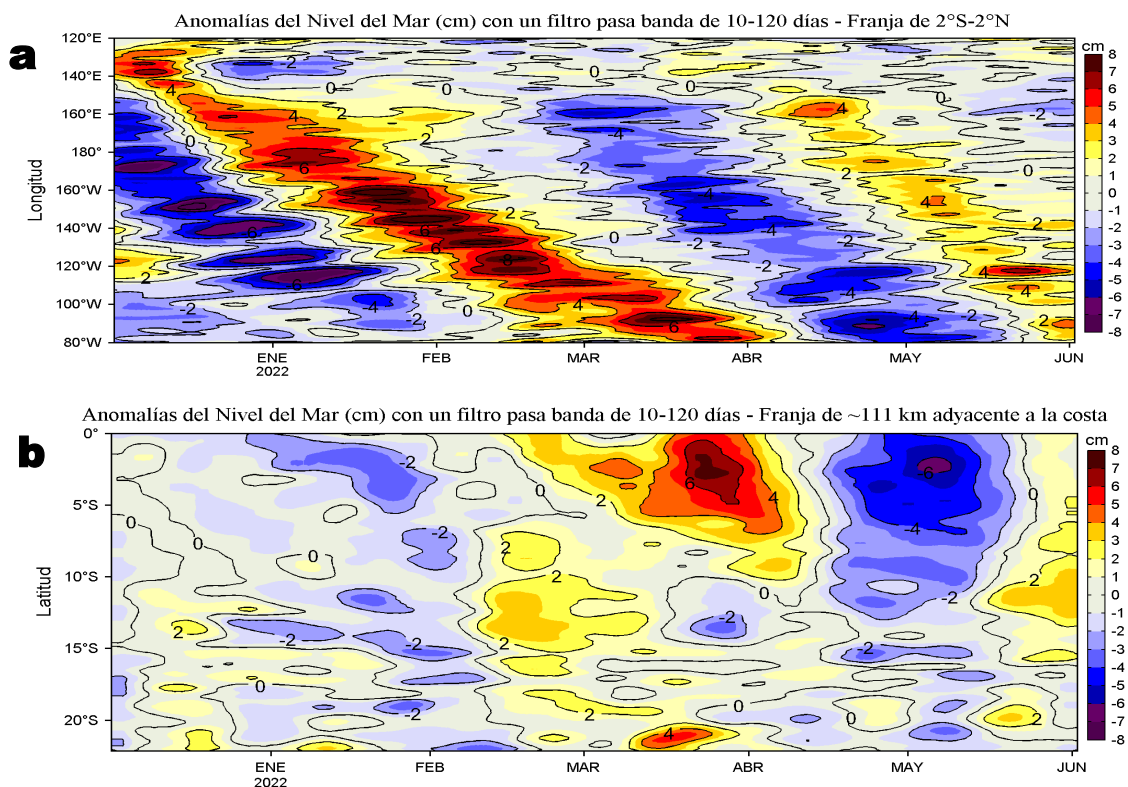 Anomalías del Nivel del Mar (cm) con un filtro pasa banda de 10-120 días - Franja de 2°S-2°N
a
Longitud
120°E
140°E
160°E
180°
160°W
140°W
120°W
100°W
80°W
ENE
2022
FEB
MAR
ABR
MAY
JUN
cm
8
7
6
5
4
3
2
1
0
-1
-2
-3
-4
-5
-6
-7
-8
Anomalías del Nivel del Mar (cm) con un filtro pasa banda de 10-120 días - Franja de ~111 km adyacente a la costa
b
Latitud
0°
5°S
10°S
15°S
20°S
ENE
2022
FEB
MAR
ABR
MAY
JUN
cm
8
7
6
5
4
3
2
1
0
-1
-2
-3
-4
-5
-6
-7
-8